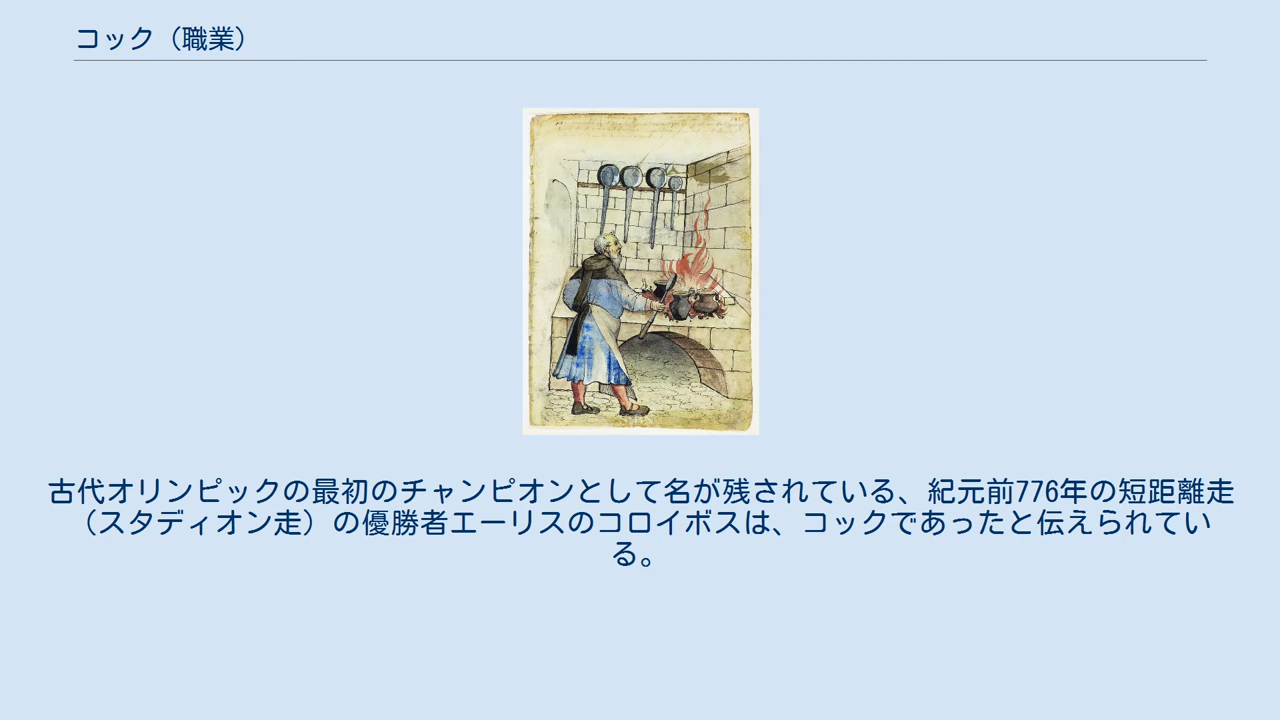 コック（職業）
古代オリンピックの最初のチャンピオンとして名が残されている、紀元前776年の短距離走
（スタディオン走）の優勝者エーリスのコロイボスは、コックであったと伝えられてい
る。